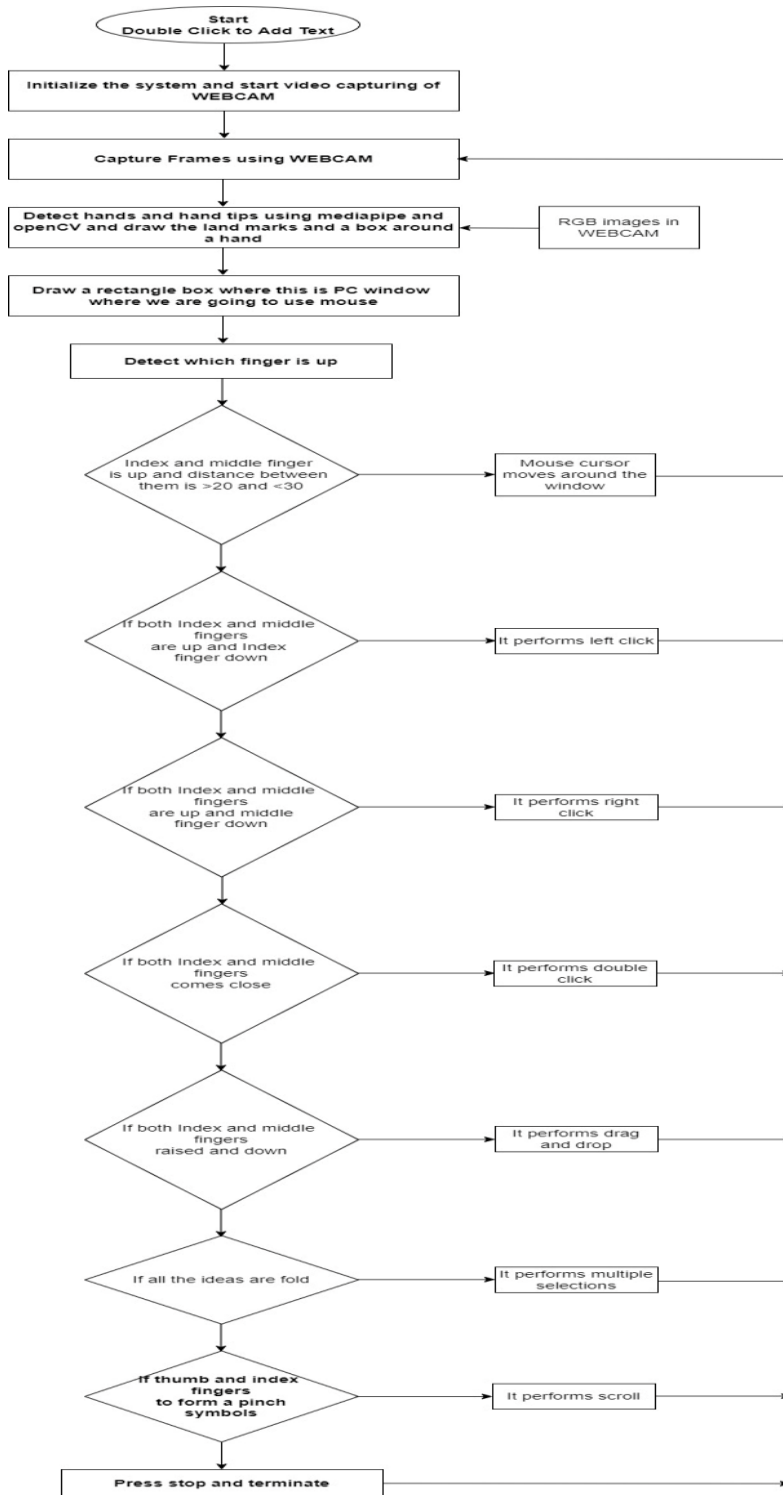 Start
Double Click to Add Text
Initialize the system and start video capturing of
WEBCAM
Capture Frames using WEBCAM
Detect hands and hand tips using mediapipe and
openCV and draw the land marks and a box around
a hand
RGB images in
WEBCAM
Draw a rectangle box where this is PC window
where we are going to use mouse
Detect which finger is up
Index and middle finger
is up and distance between
them is >20 and <30
Mouse cursor
moves around the
window
If both Index and middle
fingers
are up and Index
finger down
It performs left click
If both Index and middle
fingers
are up and middle
finger down
It performs right
click
If both Index and middle
fingers
comes close
It performs double
click
If both Index and middle
fingers
raised and down
It performs drag
and drop
If all the ideas are fold
It performs multiple
selections
If thumb and index
fingers
to form a pinch
symbols
It performs scroll
Press stop and terminate